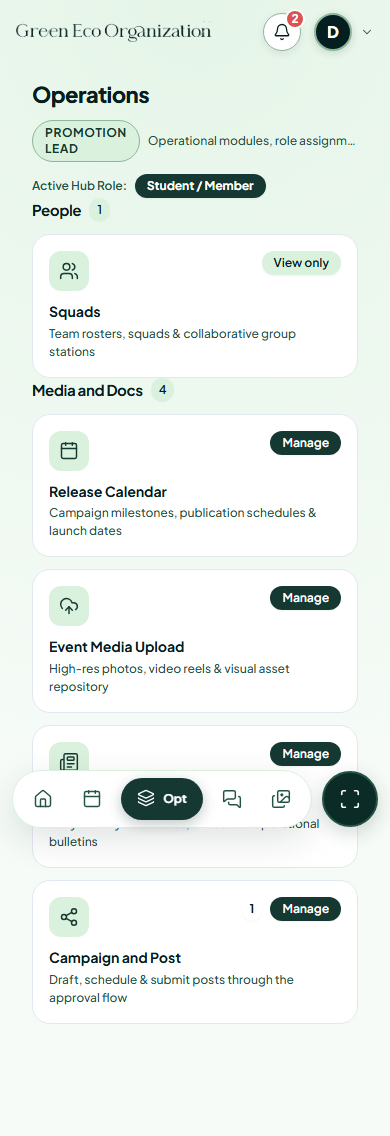 Green Eco Organization
2
D
Operations
PROMOTION
LEAD
Operational modules, role assignm...
Active Hub Role:
Student / Member
People 1
View only
Squads
Team rosters, squads & collaborative group
stations
Media and Docs 4
Manage
Release Calendar
Campaign milestones, publication schedules &
launch dates
Manage
Event Media Upload
High-res photos, video reels & visual asset
repository
Manage
Opt
bulletins
1 Manage
Campaign and Post
Draft, schedule & submit posts through the
approval flow